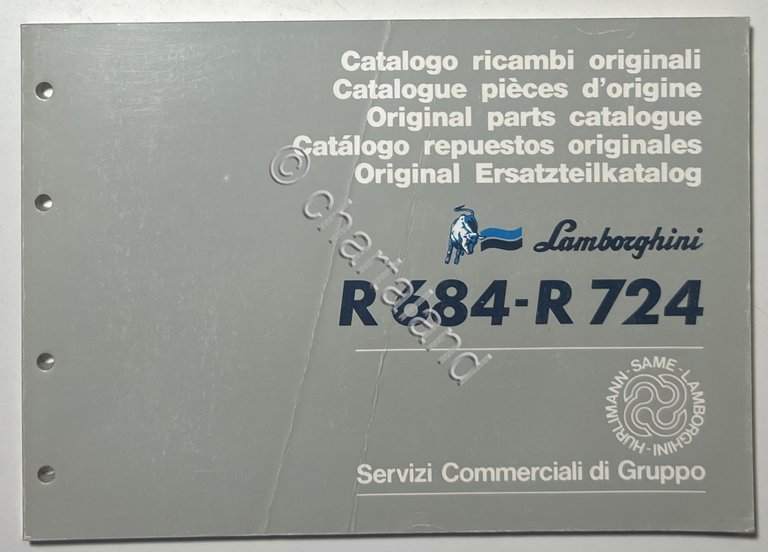 Catalogo ricambi originali
Catalogue pièces d'origine
Original parts catalogue
Catálogo repuestos originales
Original Ersatzteilkatalog
Lamborghini
R 684-R 724
HURLIMANN-SAME-LAMBORGHINI-
Servizi Commerciali di Gruppo
© chartaland